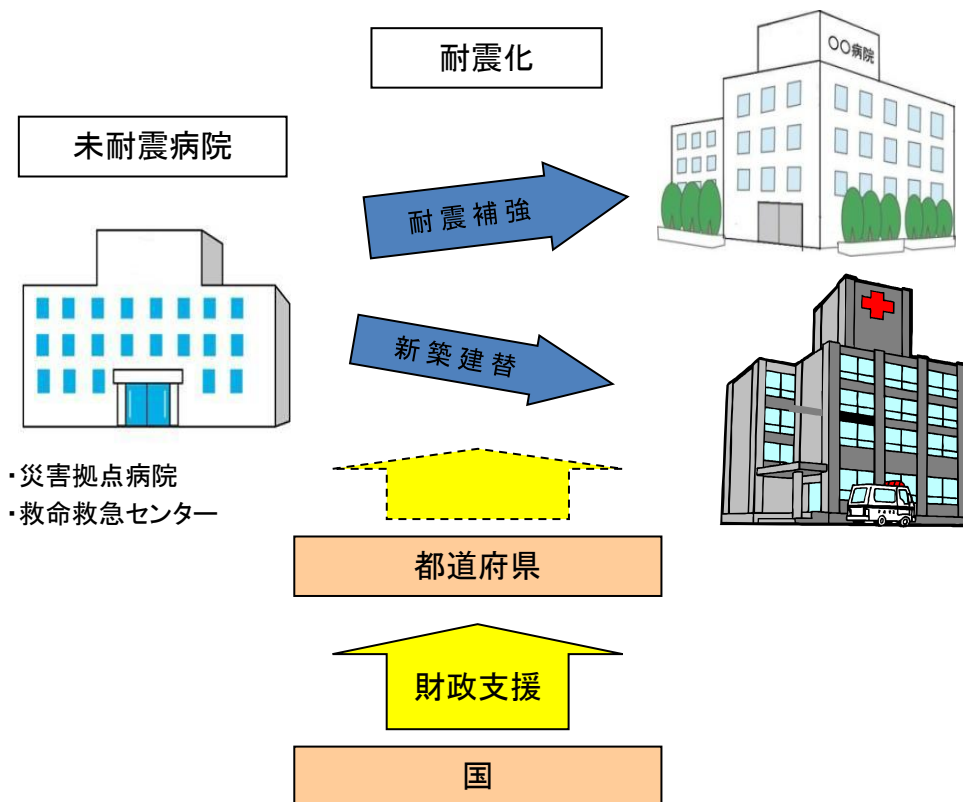 耐震化
○○病院
未耐震病院
耐震補強
新築建替
・災害拠点病院
・救命救急センター
都道府県
財政支援
国